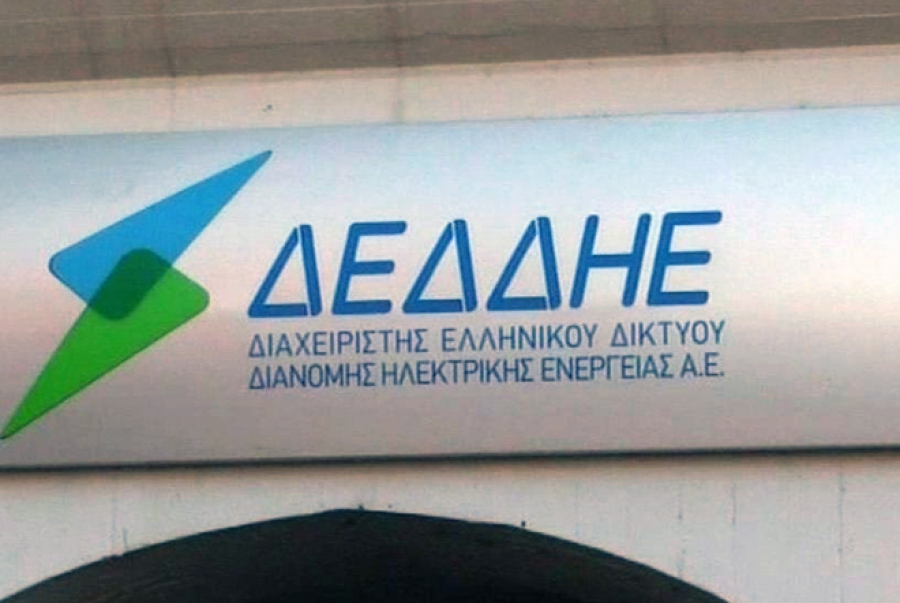 ΔΕΔΔΗΕ
ΔΙΑΧΕΙΡΙΣΤΗΣ ΕΛΛΗΝΙΚΟΥ ΔΙΚΤΥΟΥ
ΔΙΑΝΟΜΗΣ ΗΛΕΚΤΡΙΚΗΣ ΕΝΕΡΓΕΙΑΣ Α.Ε.